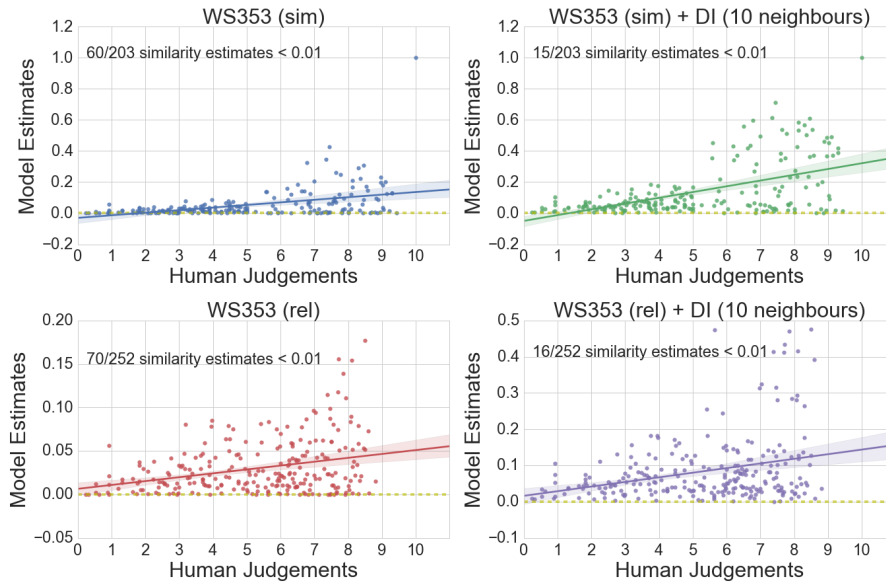 WS353 (sim)
1.2
1.0
0.8
0.6
0.4
0.2
0.0
−0.2
60/203 similarity estimates < 0.01
Model Estimates
0 1 2 3 4 5 6 7 8 9 10
Human Judgements
WS353 (sim) + DI (10 neighbours)
1.2
1.0
0.8
0.6
0.4
0.2
0.0
−0.2
15/203 similarity estimates < 0.01
Model Estimates
0 1 2 3 4 5 6 7 8 9 10
Human Judgements
WS353 (rel)
0.20
0.15
0.10
0.05
0.00
−0.05
70/252 similarity estimates < 0.01
Model Estimates
0 1 2 3 4 5 6 7 8 9 10
Human Judgements
WS353 (rel) + DI (10 neighbours)
0.5
0.4
0.3
0.2
0.1
0.0
−0.1
16/252 similarity estimates < 0.01
Model Estimates
0 1 2 3 4 5 6 7 8 9 10
Human Judgements